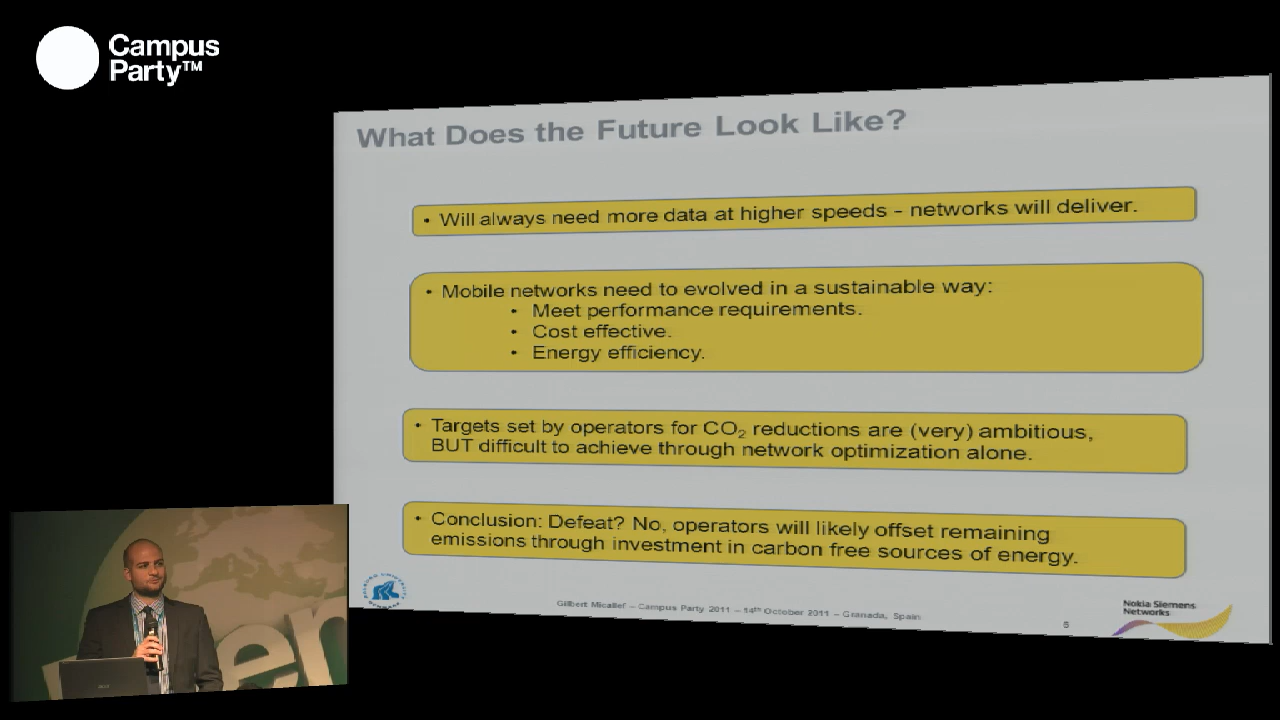 Campus
Party™
What Does the Future Look Like?
• Will always need more data at higher speeds - networks will deliver.
• Mobile networks need to evolved in a sustainable way:
• Meet performance requirements.
• Cost effective.
• Energy efficiency.
• Targets set by operators for CO₂ reductions are (very) ambitious,
BUT difficult to achieve through network optimization alone.
• Conclusion: Defeat? No, operators will likely offset remaining
emissions through investment in carbon free sources of energy.
Gilbert Micallef – Campus Party 2011 – 14th October 2011 – Granada, Spain
Nokia Siemens
Networks